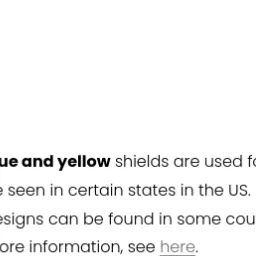 ue and yellow shields are used f
seen in certain states in the US.
esigns can be found in some cou
ore information, see here.